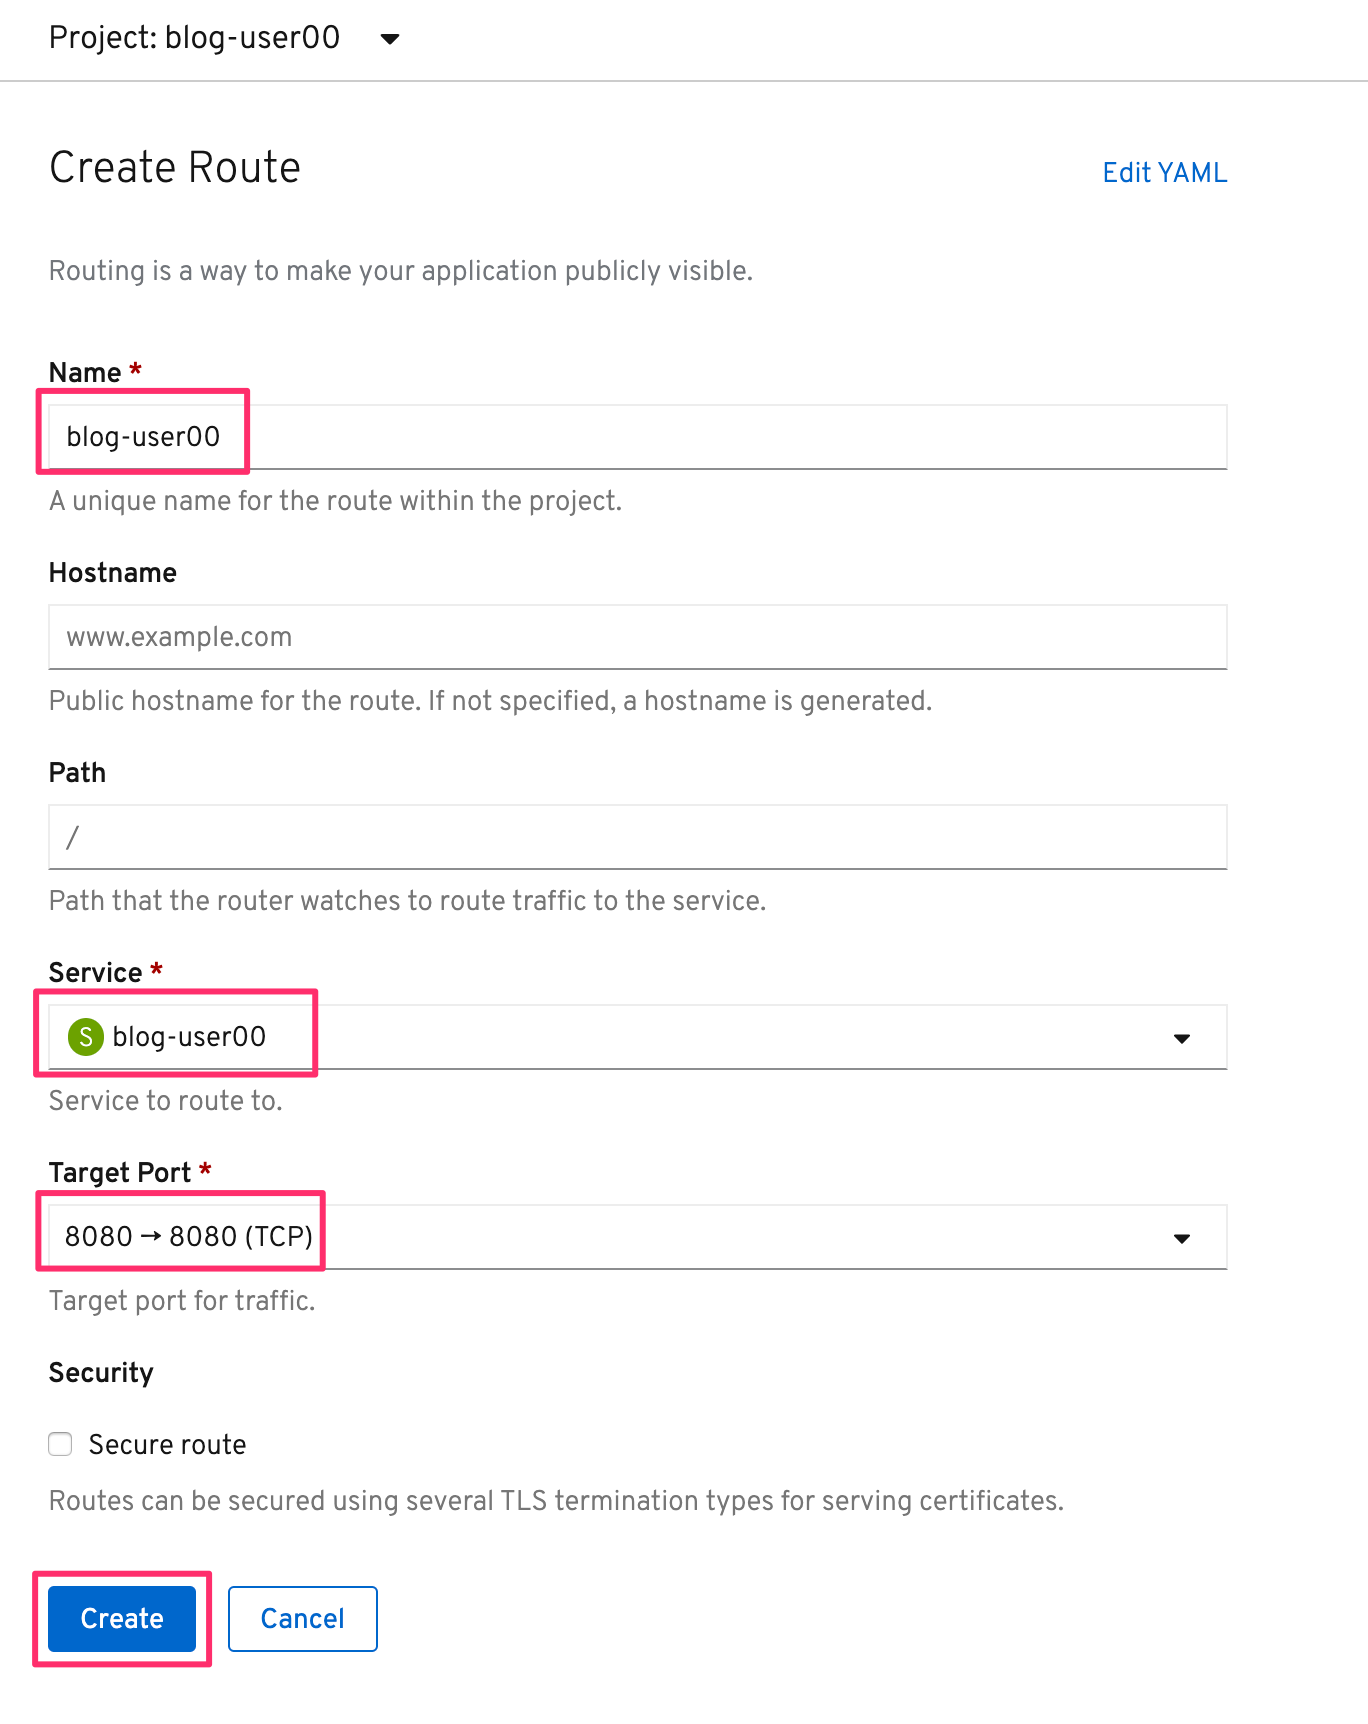 Project: blog-user00
Create Route
Edit YAML
Routing is a way to make your application publicly visible.
Name *
blog-user00
A unique name for the route within the project.
Hostname
www.example.com
Public hostname for the route. If not specified, a hostname is generated.
Path
/
Path that the router watches to route traffic to the service.
Service *
S blog-user00
Service to route to.
Target Port *
8080 → 8080 (TCP)
Target port for traffic.
Security
Secure route
Routes can be secured using several TLS termination types for serving certificates.
Create
Cancel